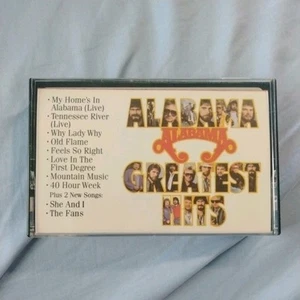 · My Home's In
Alabama (Live)
· Tennessee River
(Live)
· Why Lady Why
· Old Flame
· Feels So Right
· Love In The
First Degree
· Mountain Music
· 40 Hour Week
Plus 2 New Songs:
· She And I
· The Fans
ALABAMA
ALABAMA
GREATEST
HITS